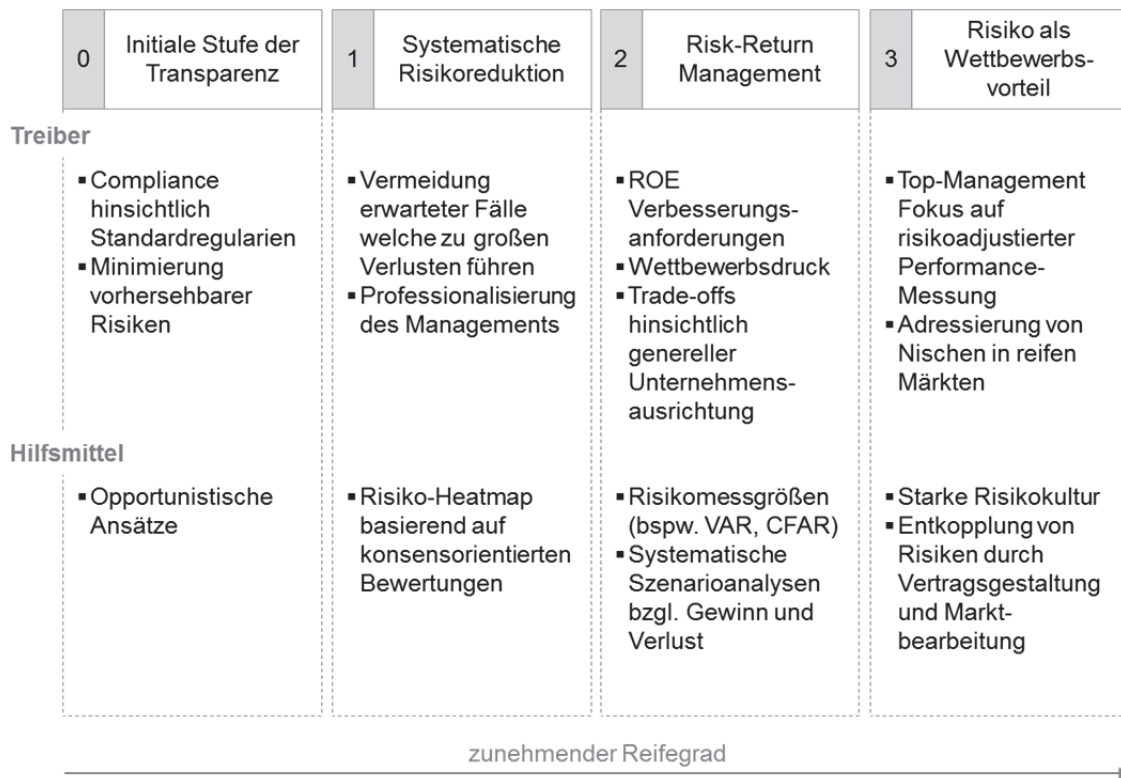 0
Initiale Stufe der
Transparenz
1
Systematische
Risikoreduktion
2
Risk-Return
Management
3
Risiko als
Wettbewerbs-
vorteil
Treiber
▪ Compliance
hinsichtlich
Standardregularien
▪ Minimierung
vorhersehbarer
Risiken
▪ Vermeidung
erwarteter Fälle
welche zu großen
Verlusten führen
▪ Professionalisierung
des Managements
▪ ROE
Verbesserungs-
anforderungen
▪ Wettbewerbsdruck
▪ Trade-offs
hinsichtlich
genereller
Unternehmens-
ausrichtung
▪ Top-Management
Fokus auf
risikoadjustierter
Performance-
Messung
▪ Adressierung von
Nischen in reifen
Märkten
Hilfsmittel
▪ Opportunistische
Ansätze
▪ Risiko-Heatmap
basierend auf
konsensorientierten
Bewertungen
▪ Risikomessgrößen
(bspw. VAR, CFAR)
▪ Systematische
Szenarioanalysen
bzgl. Gewinn und
Verlust
▪ Starke Risikokultur
▪ Entkopplung von
Risiken durch
Vertragsgestaltung
und Markt-
bearbeitung
zunehmender Reifegrad